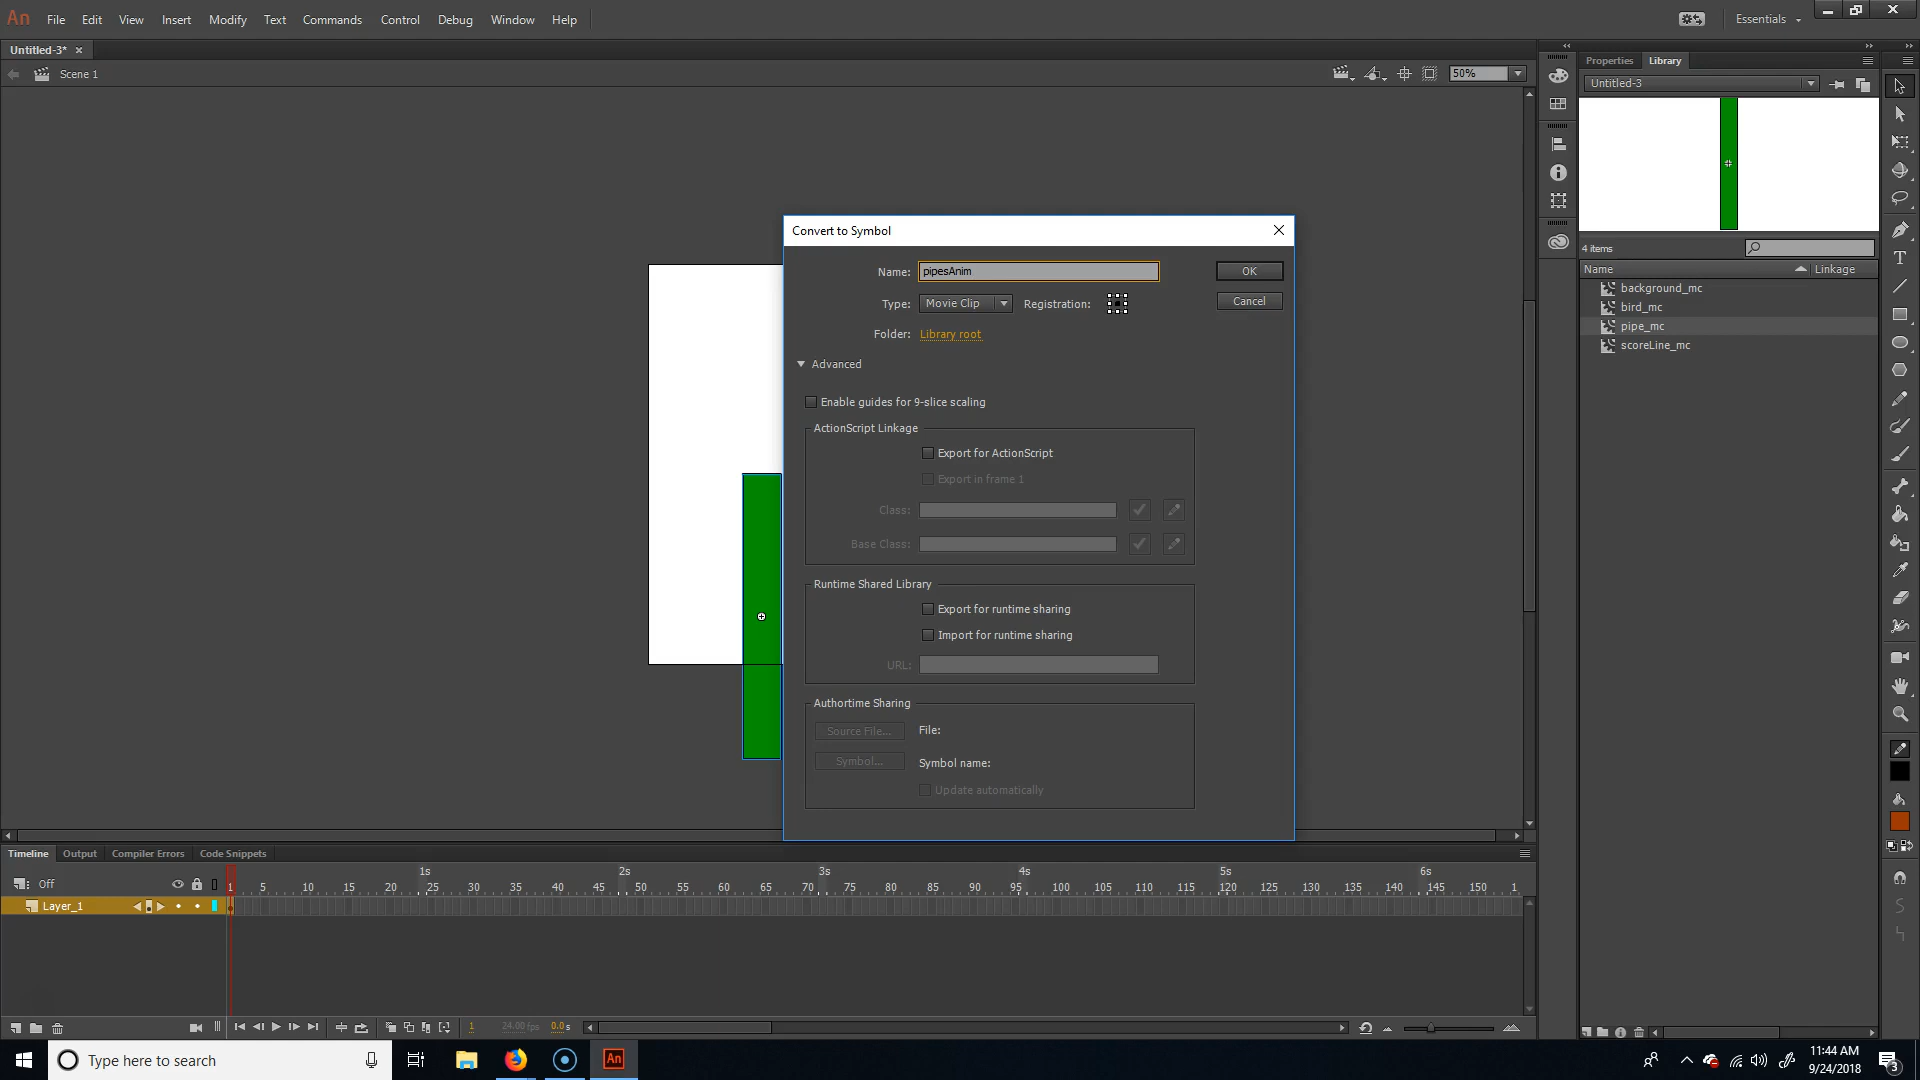 An File Edit View Insert Modify Text Commands Control Debug Window Help Essentials
Untitled-3* ×
Scene 1 50%
Properties Library
Untitled-3
4 items
Name Linkage
background_mc
bird_mc
pipe_mc
scoreLine_mc
Convert to Symbol
Name: pipesAnim OK
Type: Movie Clip Registration: Cancel
Folder: Library root
Advanced
Enable guides for 9-slice scaling
ActionScript Linkage
Export for ActionScript
Export in frame 1
Class:
Base Class:
Runtime Shared Library
Export for runtime sharing
Import for runtime sharing
URL:
Authortime Sharing
Source File... File:
Symbol... Symbol name:
Update automatically
Timeline Output Compiler Errors Code Snippets
1s 2s 3s 4s 5s 6s
Off 1 5 10 15 20 25 30 35 40 45 50 55 60 65 70 75 80 85 90 95 100 105 110 115 120 125 130 135 140 145 150 1
Layer_1
1 24.00 fps 0.0 s
Type here to search An 11:44 AM
9/24/2018 3